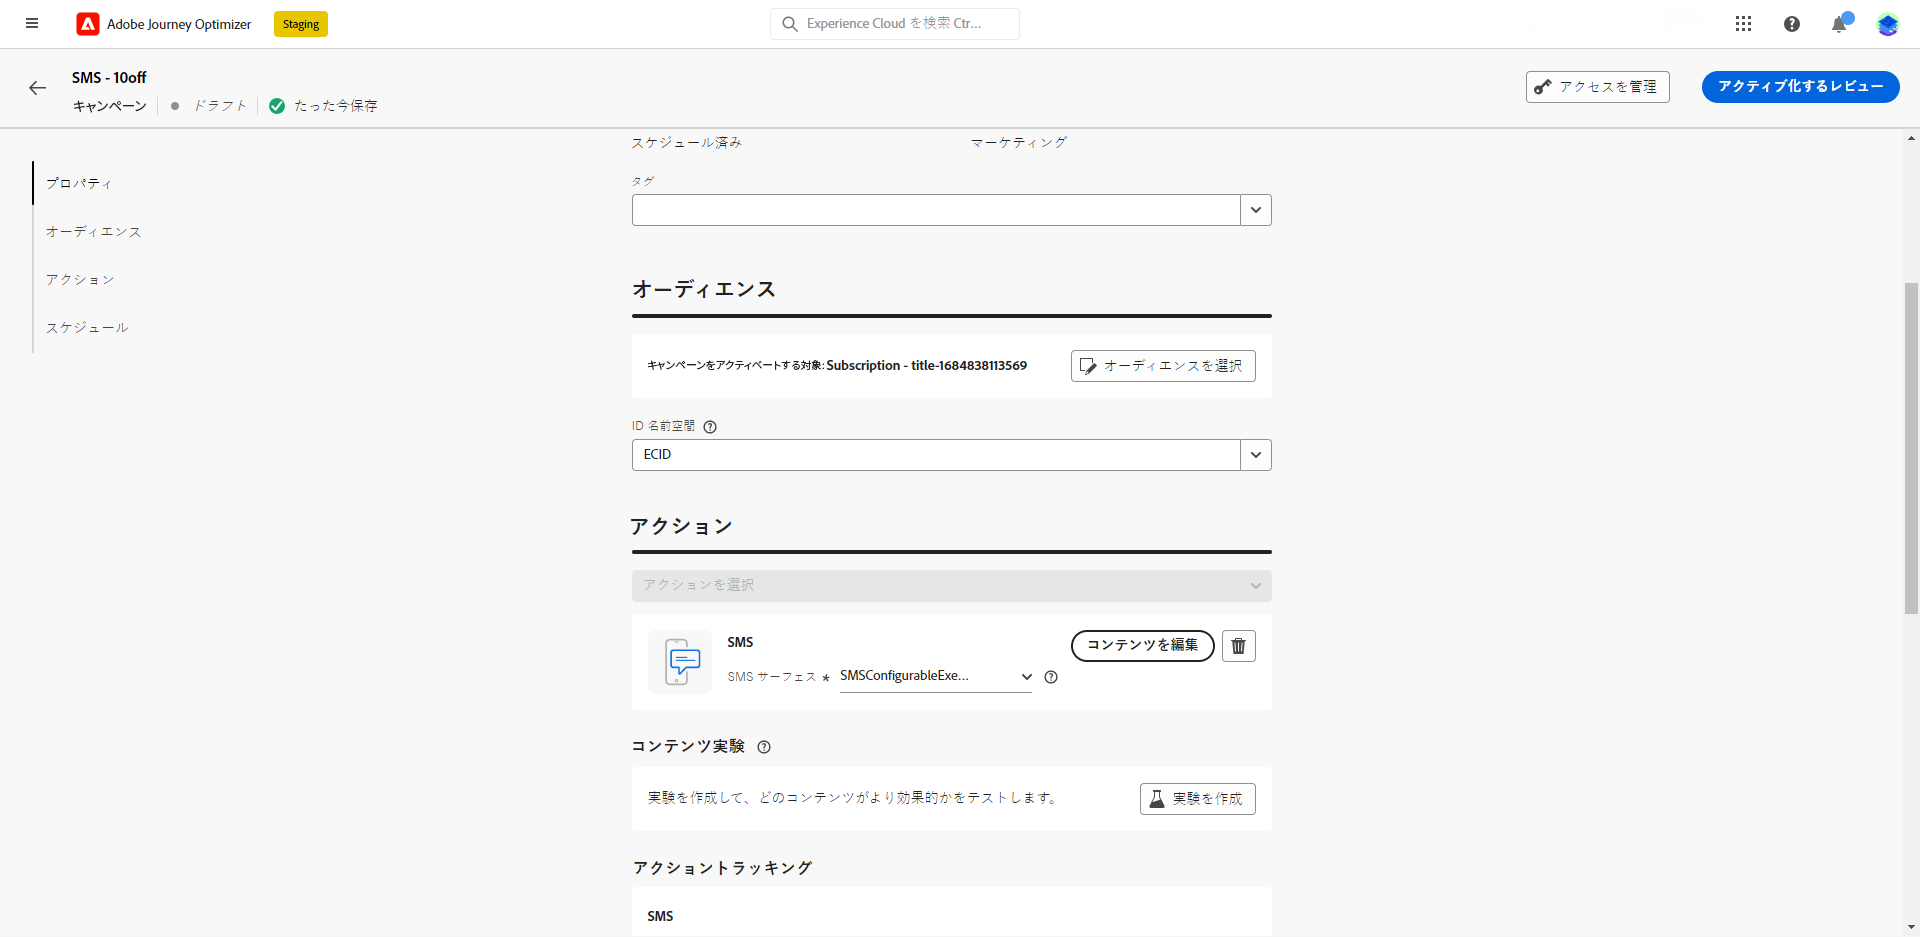 Adobe Journey Optimizer
Staging
Experience Cloud を検索 Ctr...
SMS - 10off
キャンペーン
ドラフト
たった今保存
アクセスを管理
アクティブ化するレビュー
プロパティ
オーディエンス
アクション
スケジュール
スケジュール済み
マーケティング
タグ
オーディエンス
キャンペーンをアクティベートする対象: Subscription - title-1684838113569
オーディエンスを選択
ID 名前空間
ECID
アクション
アクションを選択
SMS
コンテンツを編集
SMS サーフェス *
SMSConfigurableExe...
コンテンツ実験
実験を作成して、どのコンテンツがより効果的かをテストします。
実験を作成
アクショントラッキング
SMS